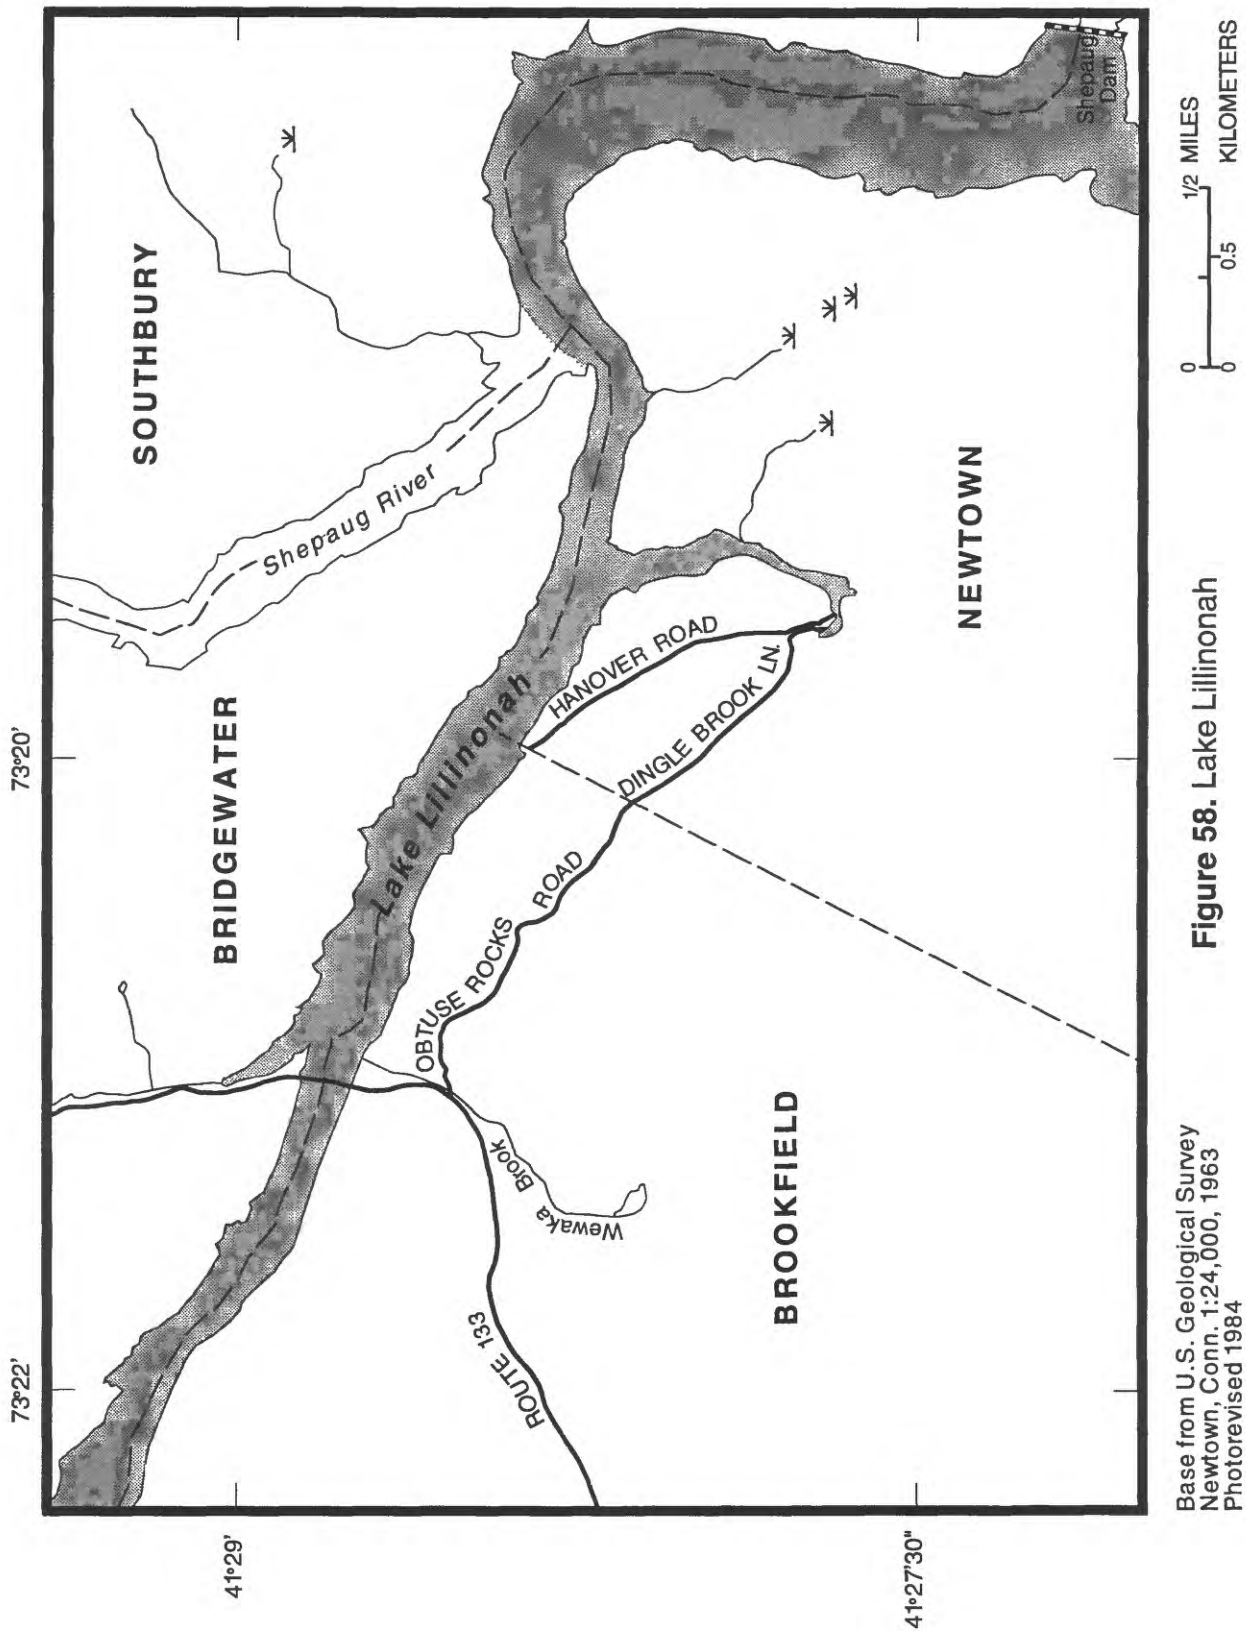 73°22'
73°20'
41°29'
41°27'30"
SOUTHBURY
BRIDGEWATER
Shepaug River
Lake Lillinonah
Shepaug
Dam
HANOVER ROAD
DINGLE BROOK LN.
OBTUSE ROCKS ROAD
Wewaka Brook
ROUTE 133
NEWTOWN
BROOKFIELD
Base from U.S. Geological Survey
Newtown, Conn. 1:24,000, 1963
Photorevised 1984
0 1/2 MILES
0 0.5 KILOMETERS
Figure 58. Lake Lillinonah